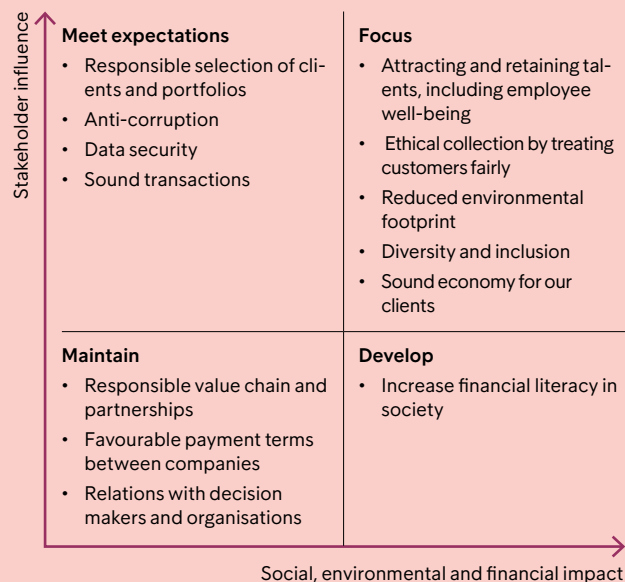 Stakeholder influence
Meet expectations
• Responsible selection of cli-
ents and portfolios
• Anti-corruption
• Data security
• Sound transactions
Focus
• Attracting and retaining tal-
ents, including employee
well-being
• Ethical collection by treating
customers fairly
• Reduced environmental
footprint
• Diversity and inclusion
• Sound economy for our
clients
Maintain
• Responsible value chain and
partnerships
• Favourable payment terms
between companies
• Relations with decision
makers and organisations
Develop
• Increase financial literacy in
society
Social, environmental and financial impact